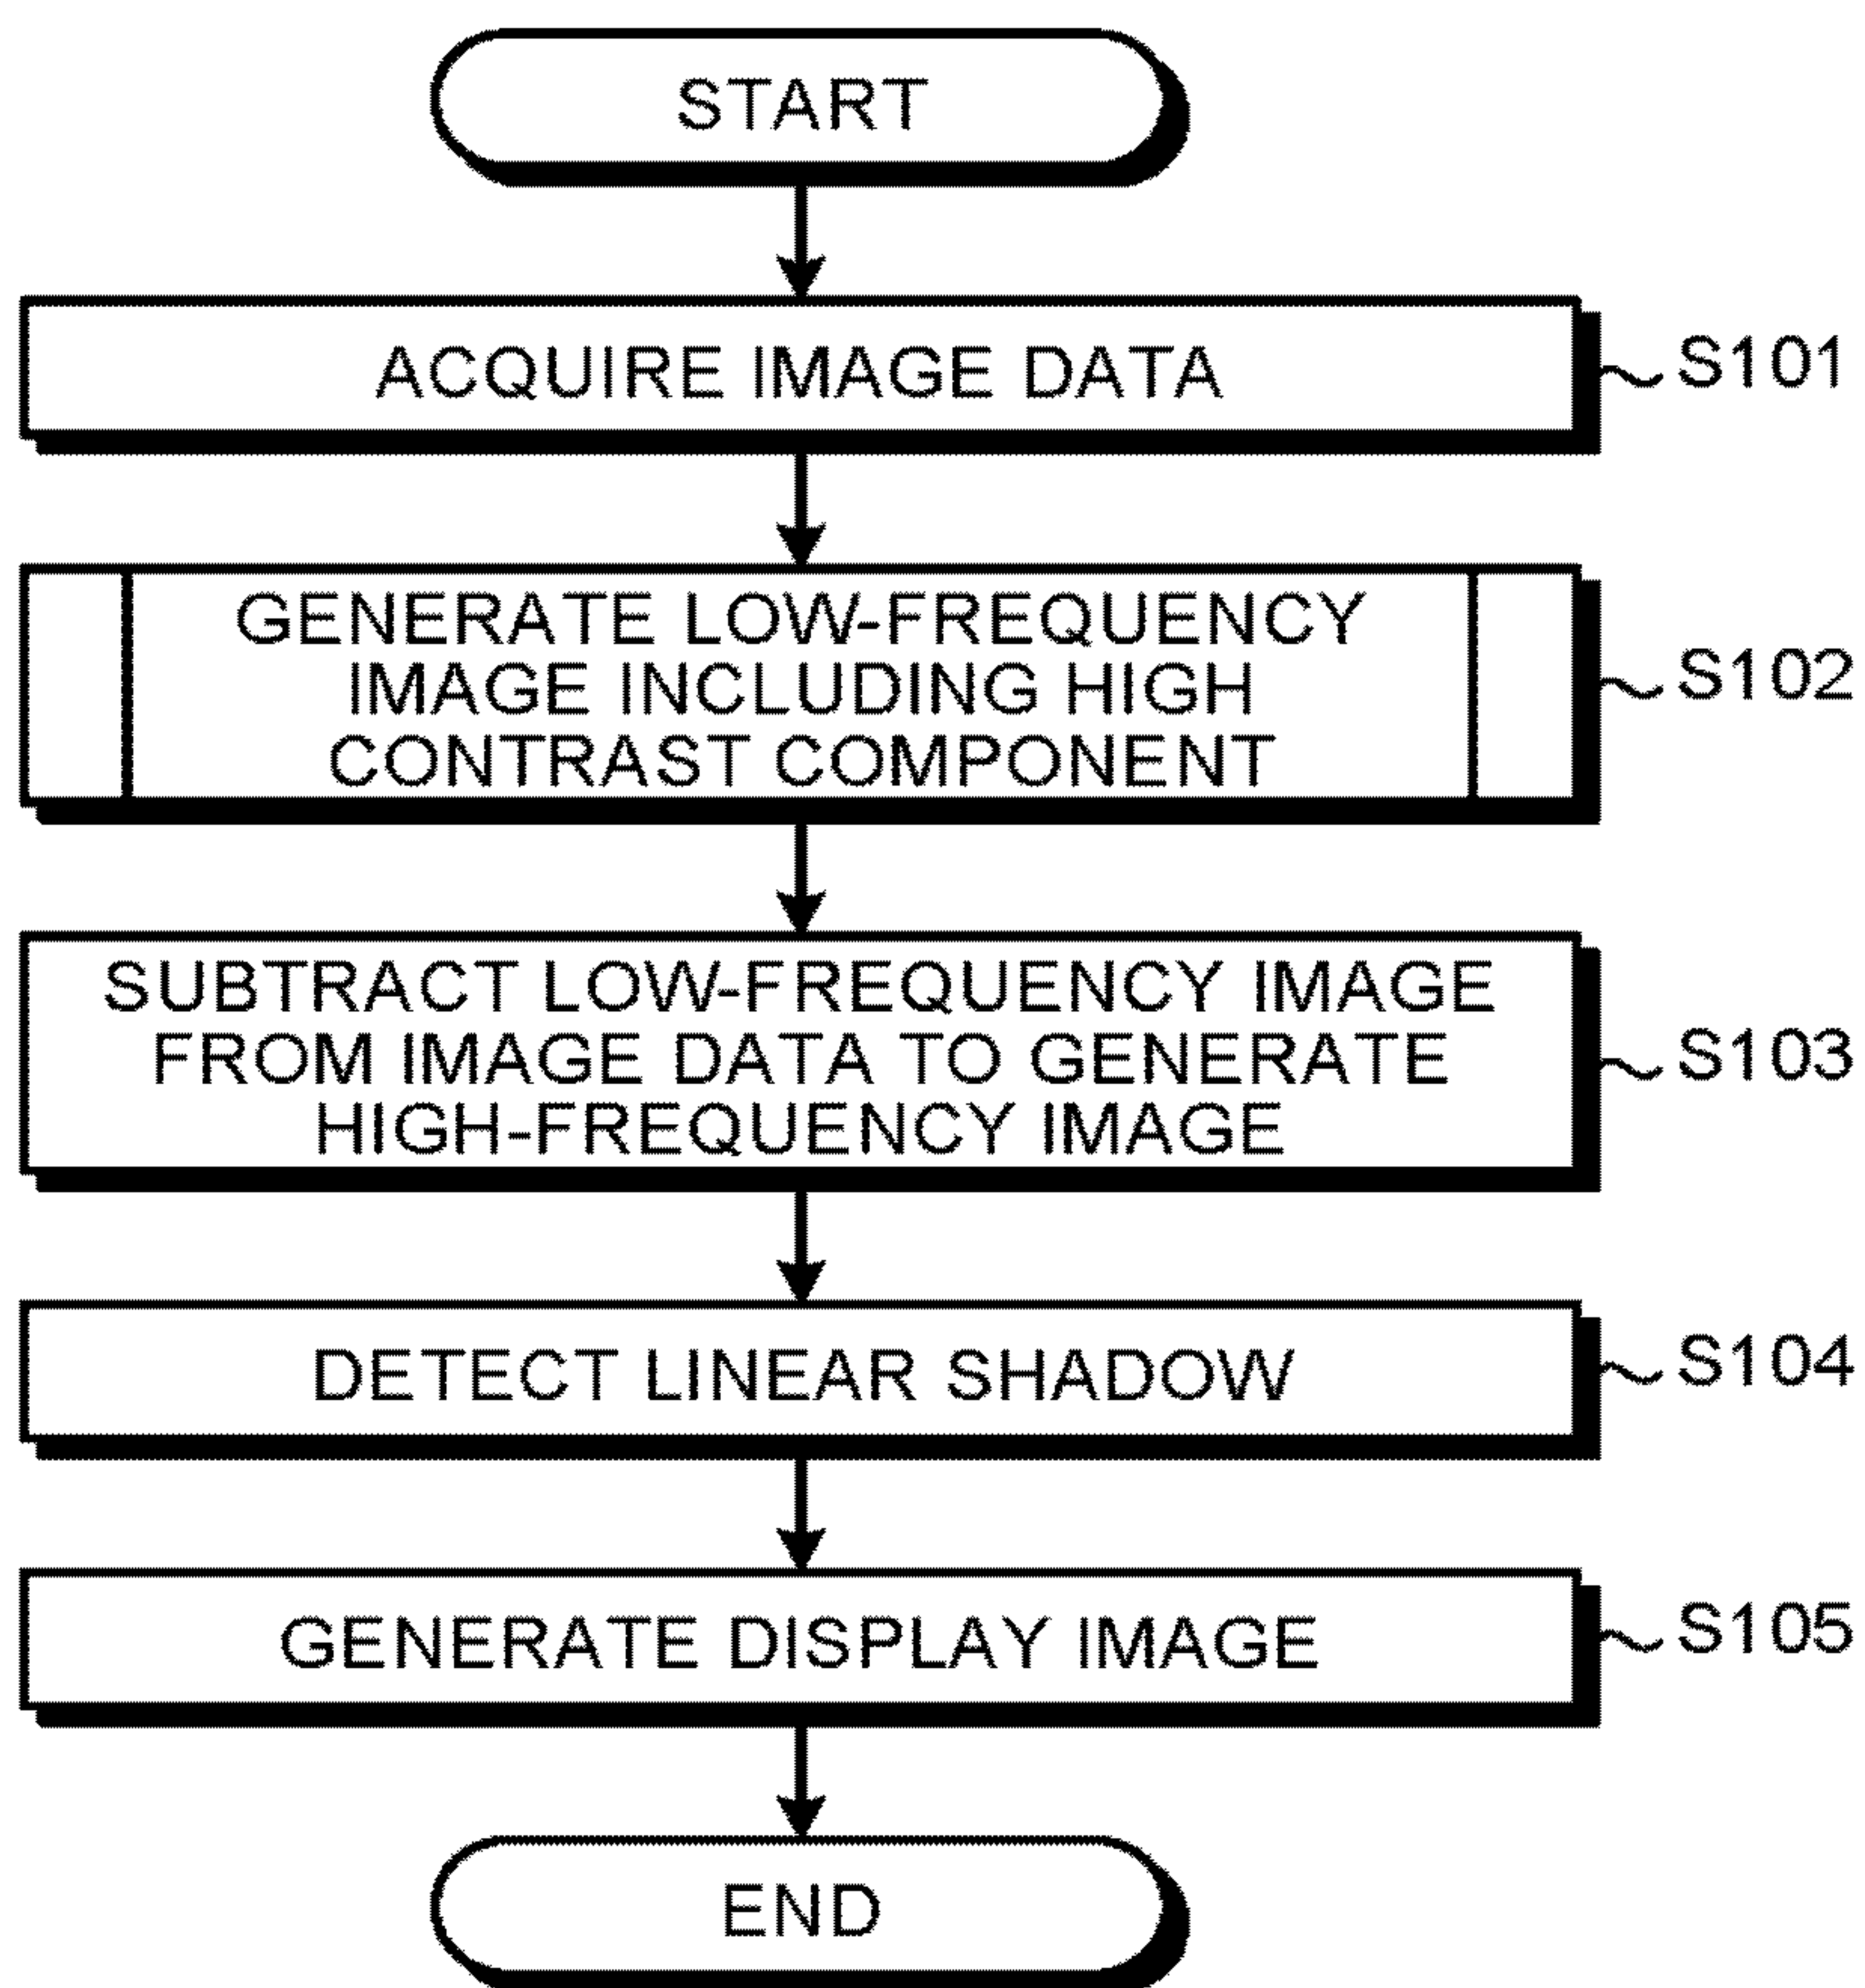 START
ACQUIRE IMAGE DATA
S101
GENERATE LOW-FREQUENCY
IMAGE INCLUDING HIGH
CONTRAST COMPONENT
S102
SUBTRACT LOW-FREQUENCY IMAGE
FROM IMAGE DATA TO GENERATE
HIGH-FREQUENCY IMAGE
S103
DETECT LINEAR SHADOW
S104
GENERATE DISPLAY IMAGE
S105
END